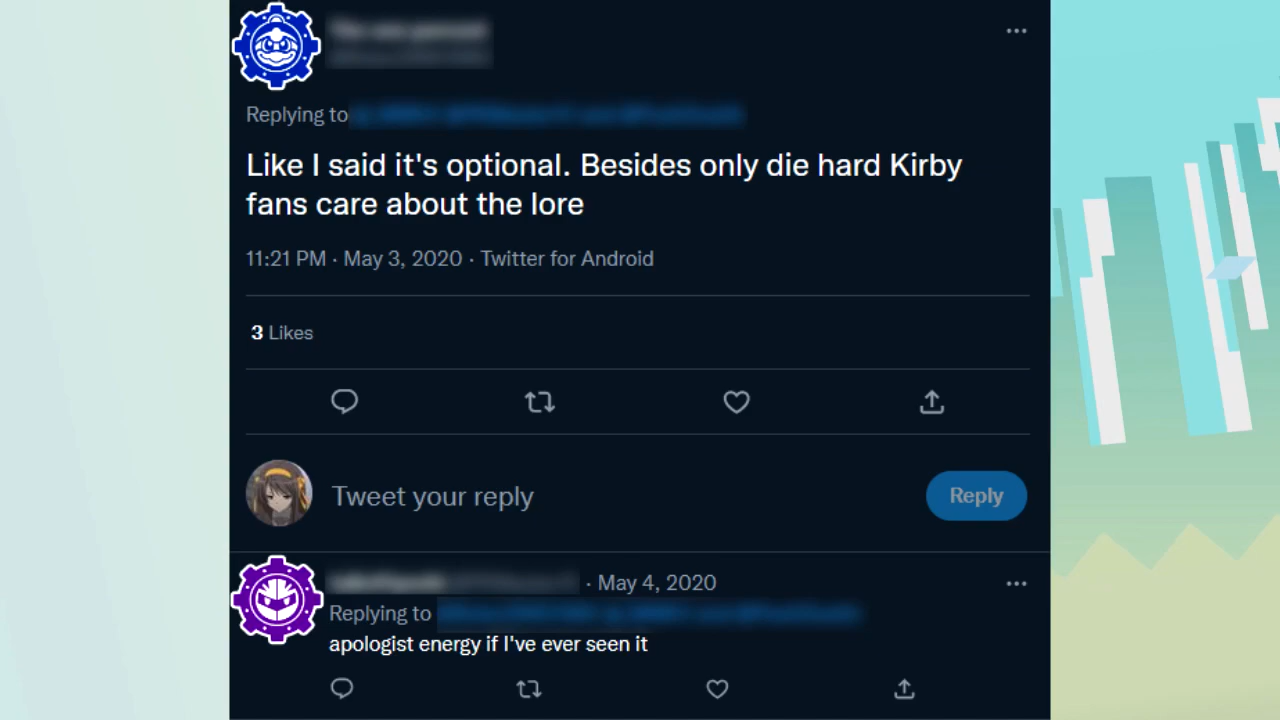 Replying to
Like I said it's optional. Besides only die hard Kirby
fans care about the lore
11:21 PM · May 3, 2020 · Twitter for Android
3 Likes
Tweet your reply
Reply
· May 4, 2020
Replying to
apologist energy if I've ever seen it